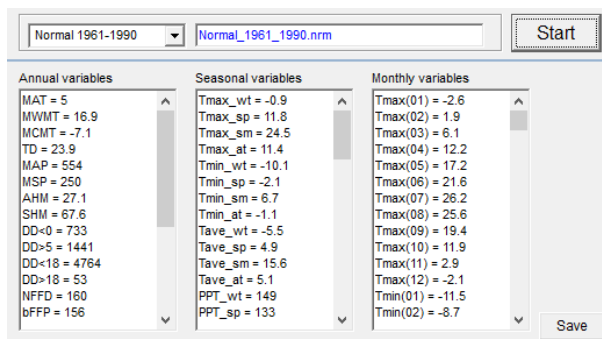 Normal 1961-1990
Normal_1961_1990.nrm
Start
Annual variables
MAT = 5
MWMT = 16.9
MCMT = -7.1
TD = 23.9
MAP = 554
MSP = 250
AHM = 27.1
SHM = 67.6
DD<0 = 733
DD>5 = 1441
DD<18 = 4764
DD>18 = 53
NFFD = 160
bFFP = 156
Seasonal variables
Tmax_wt = -0.9
Tmax_sp = 11.8
Tmax_sm = 24.5
Tmax_at = 11.4
Tmin_wt = -10.1
Tmin_sp = -2.1
Tmin_sm = 6.7
Tmin_at = -1.1
Tave_wt = -5.5
Tave_sp = 4.9
Tave_sm = 15.6
Tave_at = 5.1
PPT_wt = 149
PPT_sp = 133
Monthly variables
Tmax(01) = -2.6
Tmax(02) = 1.9
Tmax(03) = 6.1
Tmax(04) = 12.2
Tmax(05) = 17.2
Tmax(06) = 21.6
Tmax(07) = 26.2
Tmax(08) = 25.6
Tmax(09) = 19.4
Tmax(10) = 11.9
Tmax(11) = 2.9
Tmax(12) = -2.1
Tmin(01) = -11.5
Tmin(02) = -8.7
Save